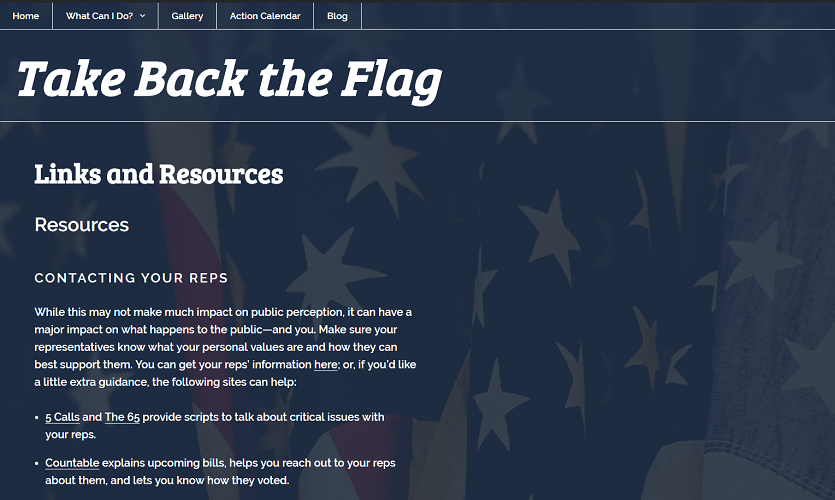 Home What Can I Do? Gallery Action Calendar Blog
Take Back the Flag
Links and Resources
Resources
CONTACTING YOUR REPS
While this may not make much impact on public perception, it can have a
major impact on what happens to the public—and you. Make sure your
representatives know what your personal values are and how they can
best support them. You can get your reps' information here; or, if you'd like
a little extra guidance, the following sites can help:
• 5 Calls and The 65 provide scripts to talk about critical issues with
your reps.
• Countable explains upcoming bills, helps you reach out to your reps
about them, and lets you know how they voted.